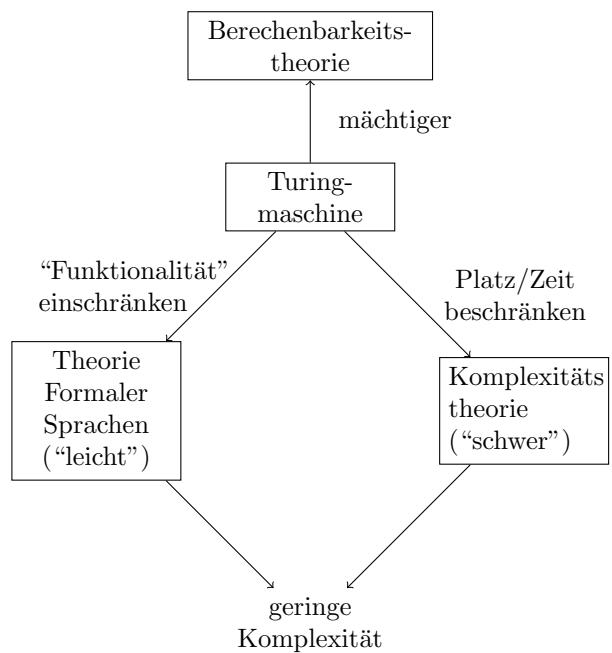 Berechenbarkeits-
theorie
mächtiger
Turing-
maschine
“Funktionalität”
einschränken
Platz/Zeit
beschränken
Theorie
Formaler
Sprachen
(“leicht”)
Komplexitäts
theorie
(“schwer”)
geringe
Komplexität